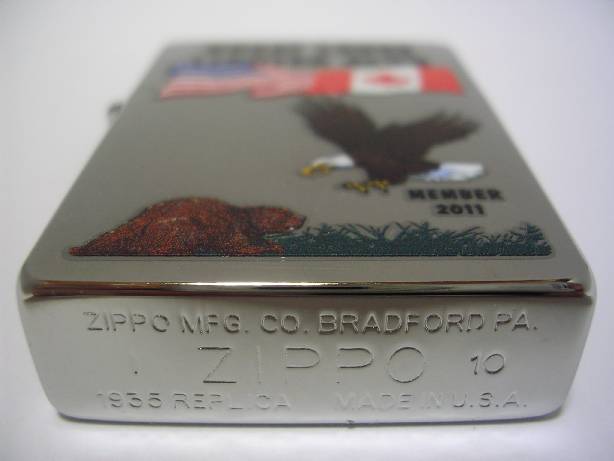 MEMBER
2011
ZIPPO MFG. CO. BRADFORD PA.
ZIPPO 10
1935 REPLICA MADE IN U.S.A.